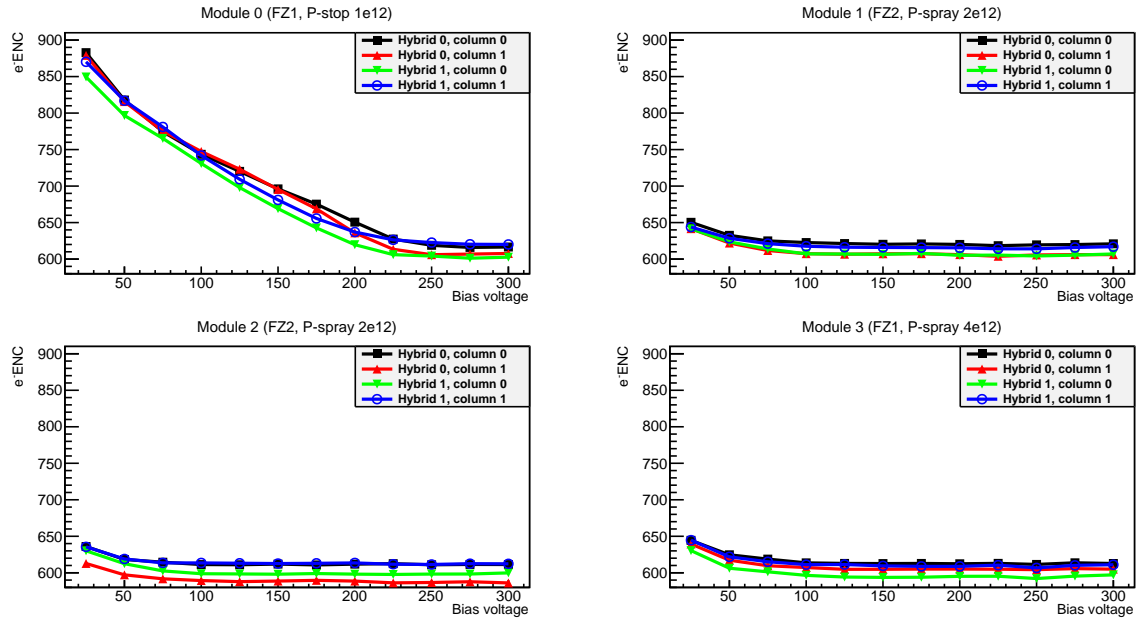 Module 0 (FZ1, P-stop 1e12)
e⁻ENC
900
850
800
750
700
650
600
50 100 150 200 250 300
Bias voltage
Hybrid 0, column 0
Hybrid 0, column 1
Hybrid 1, column 0
Hybrid 1, column 1
Module 1 (FZ2, P-spray 2e12)
e⁻ENC
900
850
800
750
700
650
600
50 100 150 200 250 300
Bias voltage
Hybrid 0, column 0
Hybrid 0, column 1
Hybrid 1, column 0
Hybrid 1, column 1
Module 2 (FZ2, P-spray 2e12)
e⁻ENC
900
850
800
750
700
650
600
50 100 150 200 250 300
Bias voltage
Hybrid 0, column 0
Hybrid 0, column 1
Hybrid 1, column 0
Hybrid 1, column 1
Module 3 (FZ1, P-spray 4e12)
e⁻ENC
900
850
800
750
700
650
600
50 100 150 200 250 300
Bias voltage
Hybrid 0, column 0
Hybrid 0, column 1
Hybrid 1, column 0
Hybrid 1, column 1